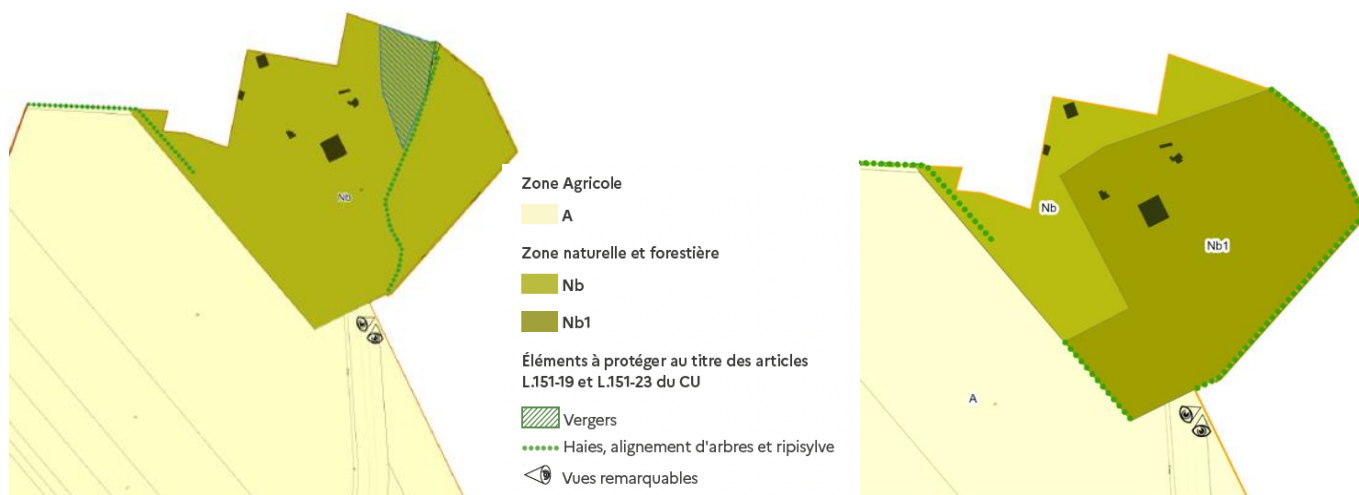 Nb
Zone Agricole
A
Zone naturelle et forestière
Nb
Nb1
Éléments à protéger au titre des articles
L.151-19 et L.151-23 du CU
Vergers
Haies, alignement d'arbres et ripisylve
Vues remarquables
Nb
Nb1
A